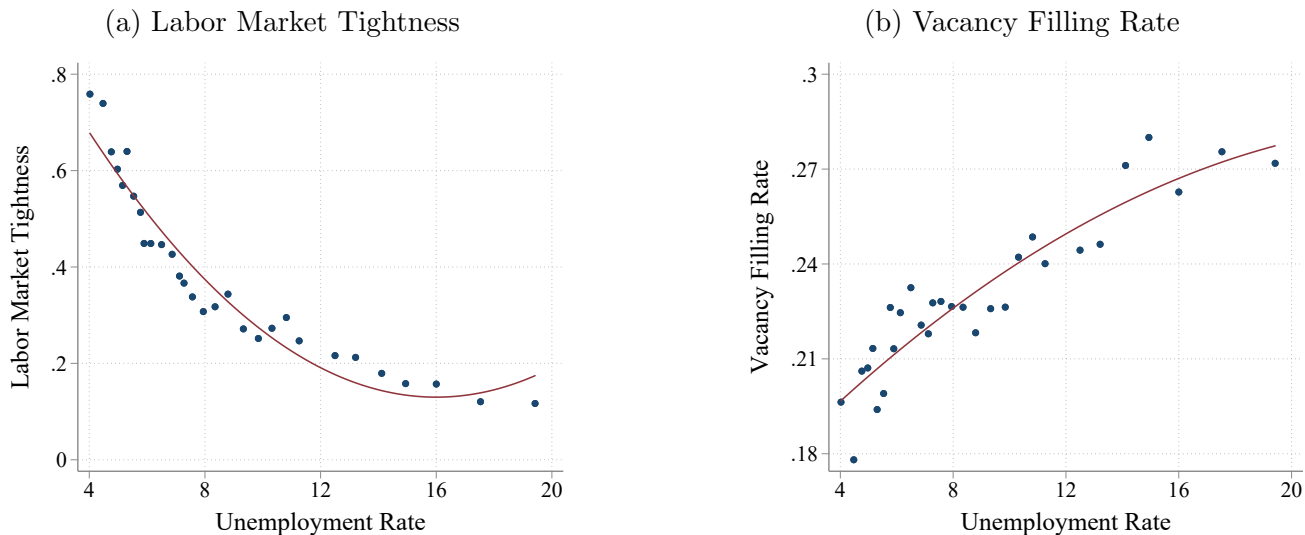 (a) Labor Market Tightness
Labor Market Tightness
.8
.6
.4
.2
0
4 8 12 16 20
Unemployment Rate
(b) Vacancy Filling Rate
Vacancy Filling Rate
.3
.27
.24
.21
.18
4 8 12 16 20
Unemployment Rate